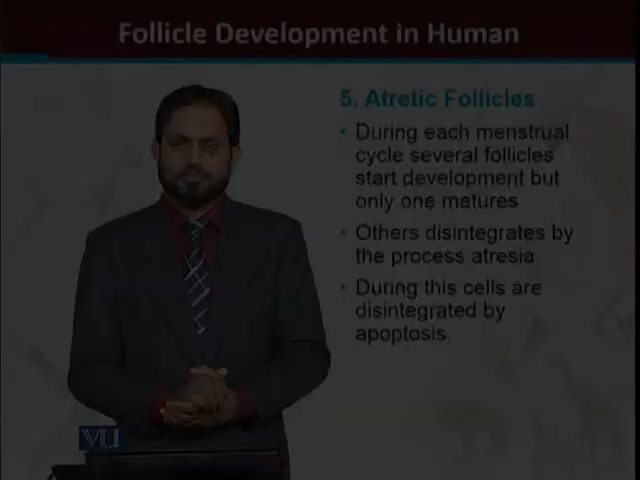 Follicle Development in Human
5. Atretic Follicles
• During each menstrual
cycle several follicles
start development but
only one matures
• Others disintegrates by
the process atresia
• During this cells are
disintegrated by
apoptosis.
VU